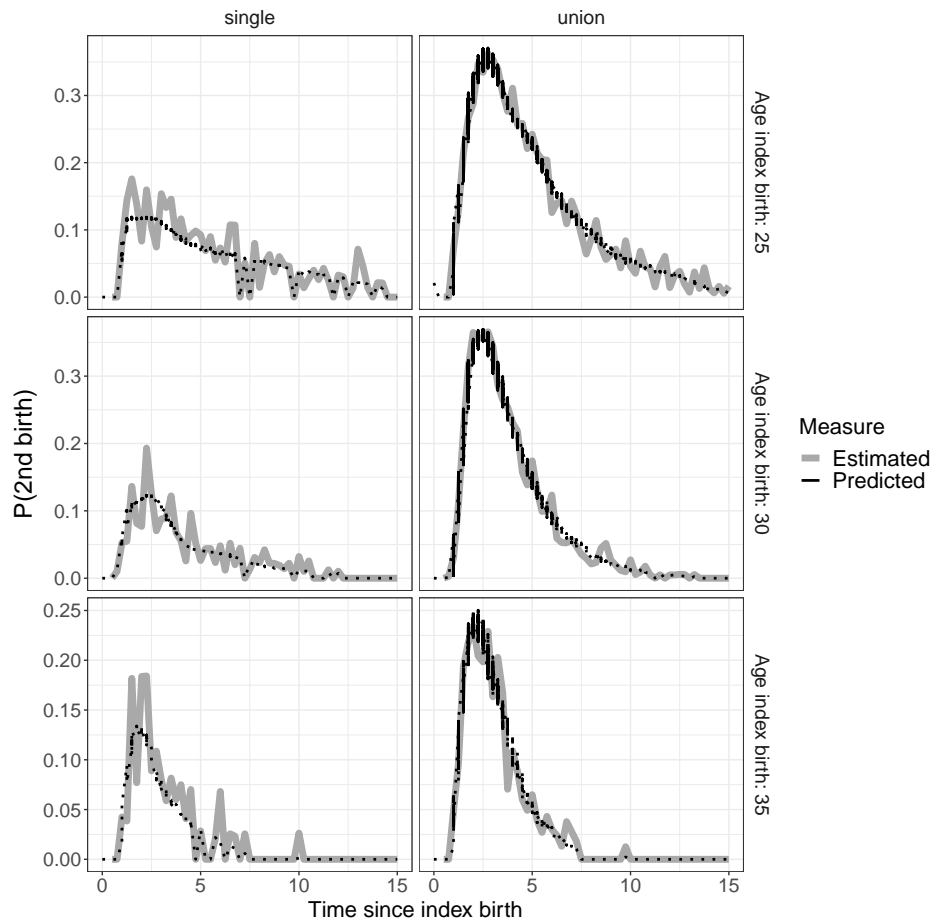 single union
0.3
0.2
0.1
0.0
Age index birth: 25
0.3
0.2
0.1
0.0
Age index birth: 30
0.25
0.20
0.15
0.10
0.05
0.00
Age index birth: 35
P(2nd birth)
0 5 10 15 0 5 10 15
Time since index birth
Measure
Estimated
Predicted